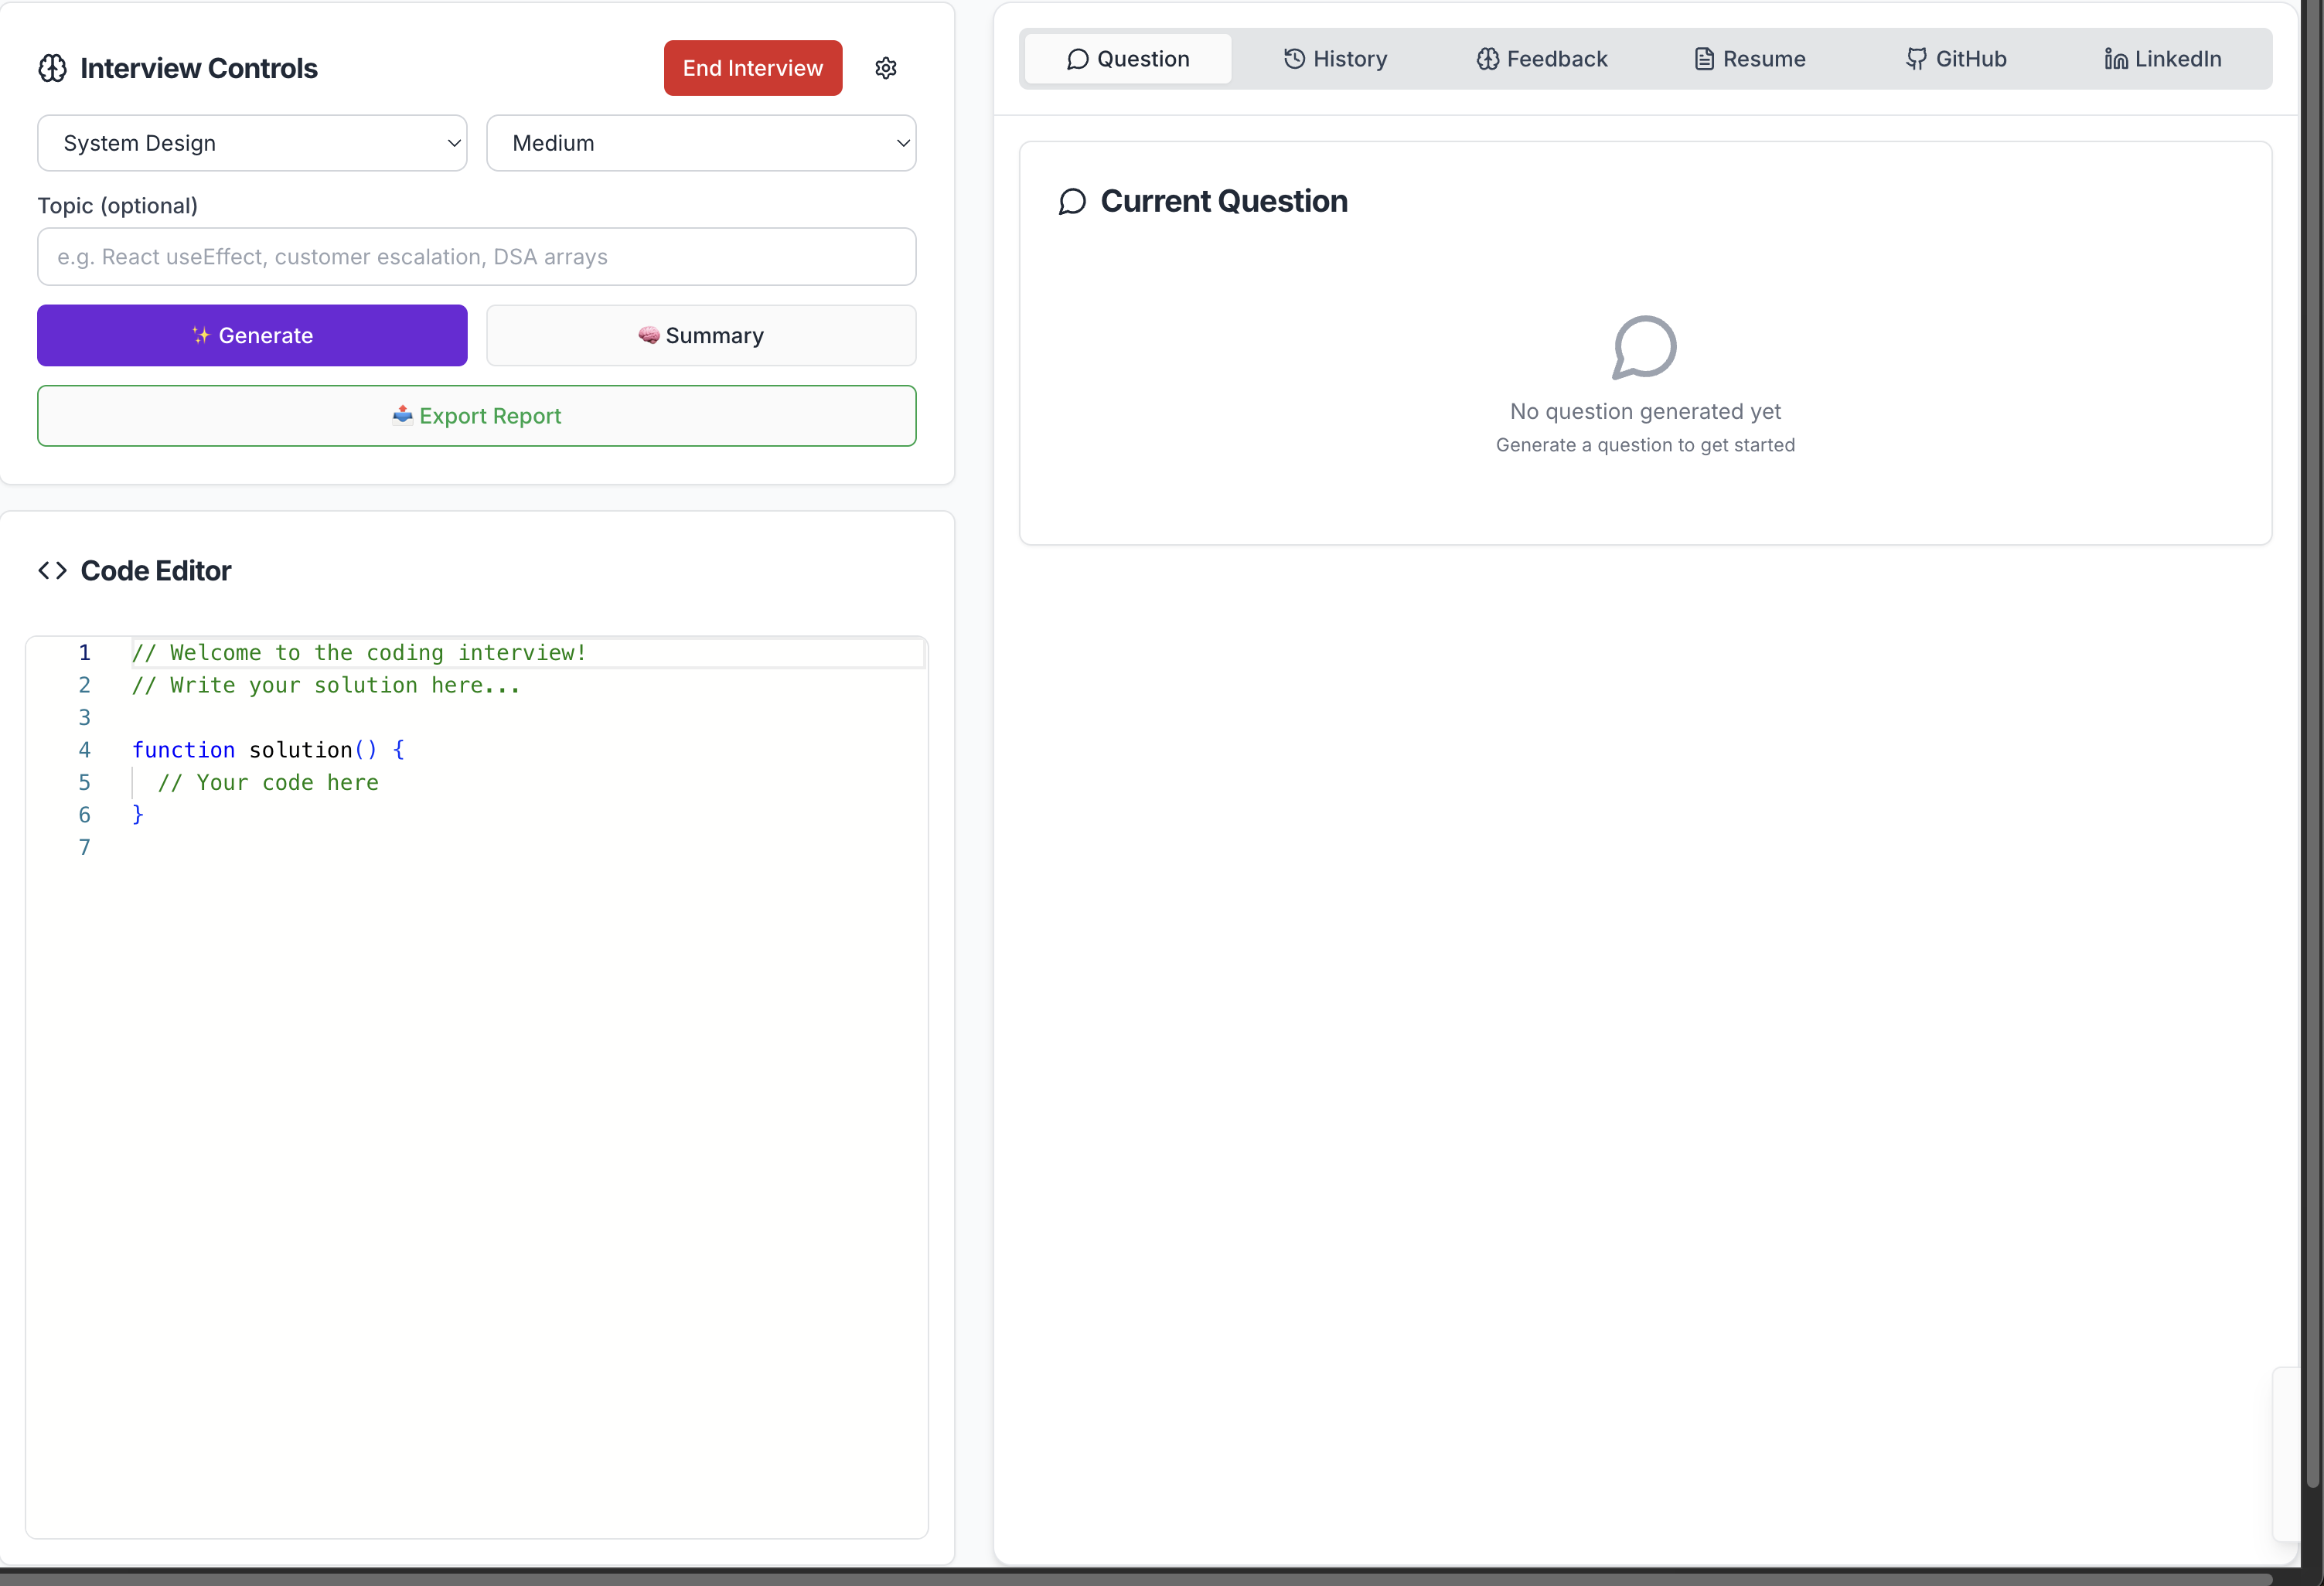 Interview Controls
End Interview
System Design
Medium
Topic (optional)
e.g. React useEffect, customer escalation, DSA arrays
✨ Generate
🧠 Summary
📤 Export Report
Code Editor
1 // Welcome to the coding interview!
2 // Write your solution here...
3
4 function solution() {
5   // Your code here
6 }
7
Question
History
Feedback
Resume
GitHub
LinkedIn
Current Question
No question generated yet
Generate a question to get started